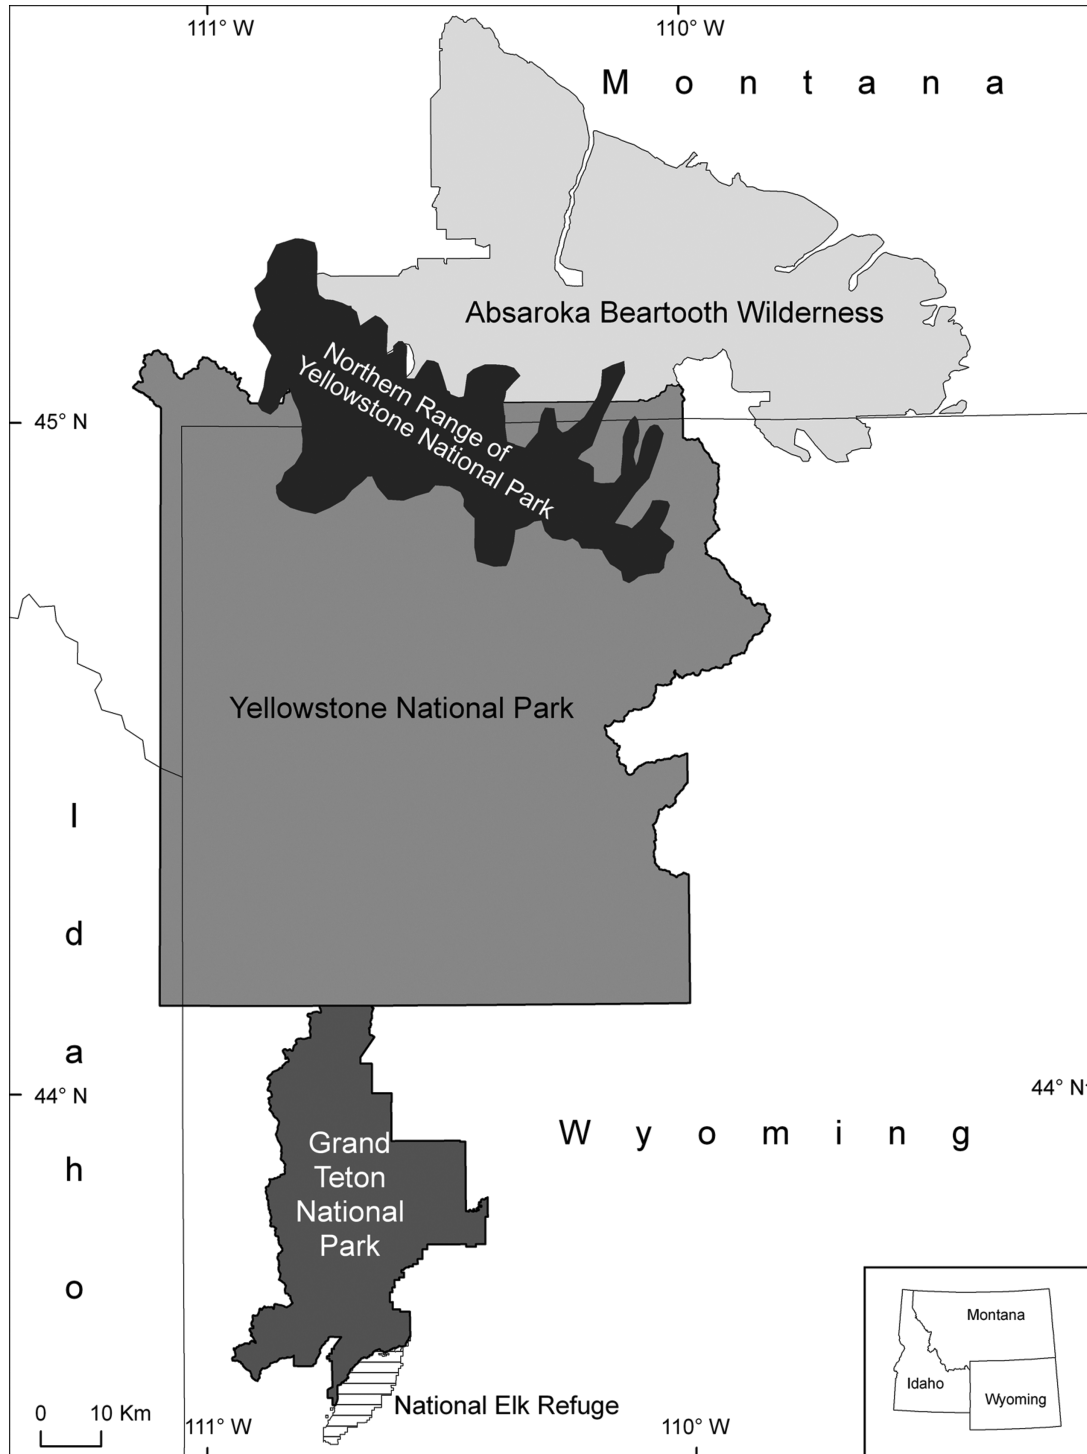 111° W
110° W
Montana
Absaroka Beartooth Wilderness
Northern Range of
Yellowstone National Park
45° N
Yellowstone National Park
Idaho
44° N
44° N
Wyoming
Grand
Teton
National
Park
National Elk Refuge
0 10 Km
111° W
110° W
Montana
Idaho
Wyoming